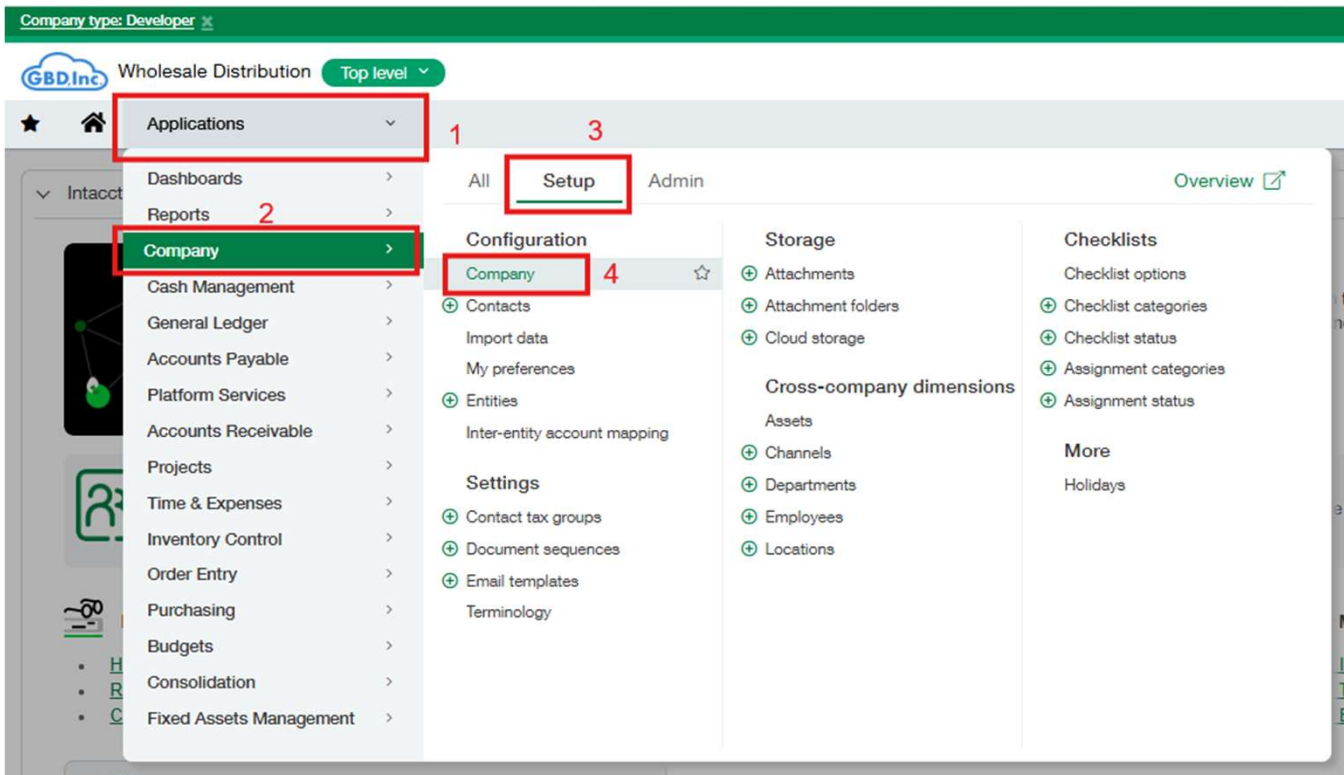 Company type: Developer x
GBD.Inc
Wholesale Distribution
Top level
Applications
1
3
2
4
Dashboards
Reports
Company
Cash Management
General Ledger
Accounts Payable
Platform Services
Accounts Receivable
Projects
Time & Expenses
Inventory Control
Order Entry
Purchasing
Budgets
Consolidation
Fixed Assets Management
Intacct
H
R
C
All
Setup
Admin
Overview
Configuration
Company
Contacts
Import data
My preferences
Entities
Inter-entity account mapping
Settings
Contact tax groups
Document sequences
Email templates
Terminology
Storage
Attachments
Attachment folders
Cloud storage
Cross-company dimensions
Assets
Channels
Departments
Employees
Locations
Checklists
Checklist options
Checklist categories
Checklist status
Assignment categories
Assignment status
More
Holidays